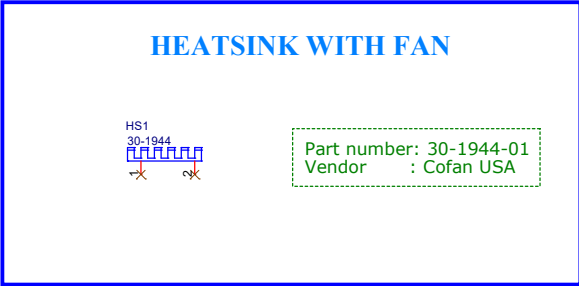 HEATSINK WITH FAN
HS1
30-1944
1 2
Part number: 30-1944-01
Vendor : Cofan USA